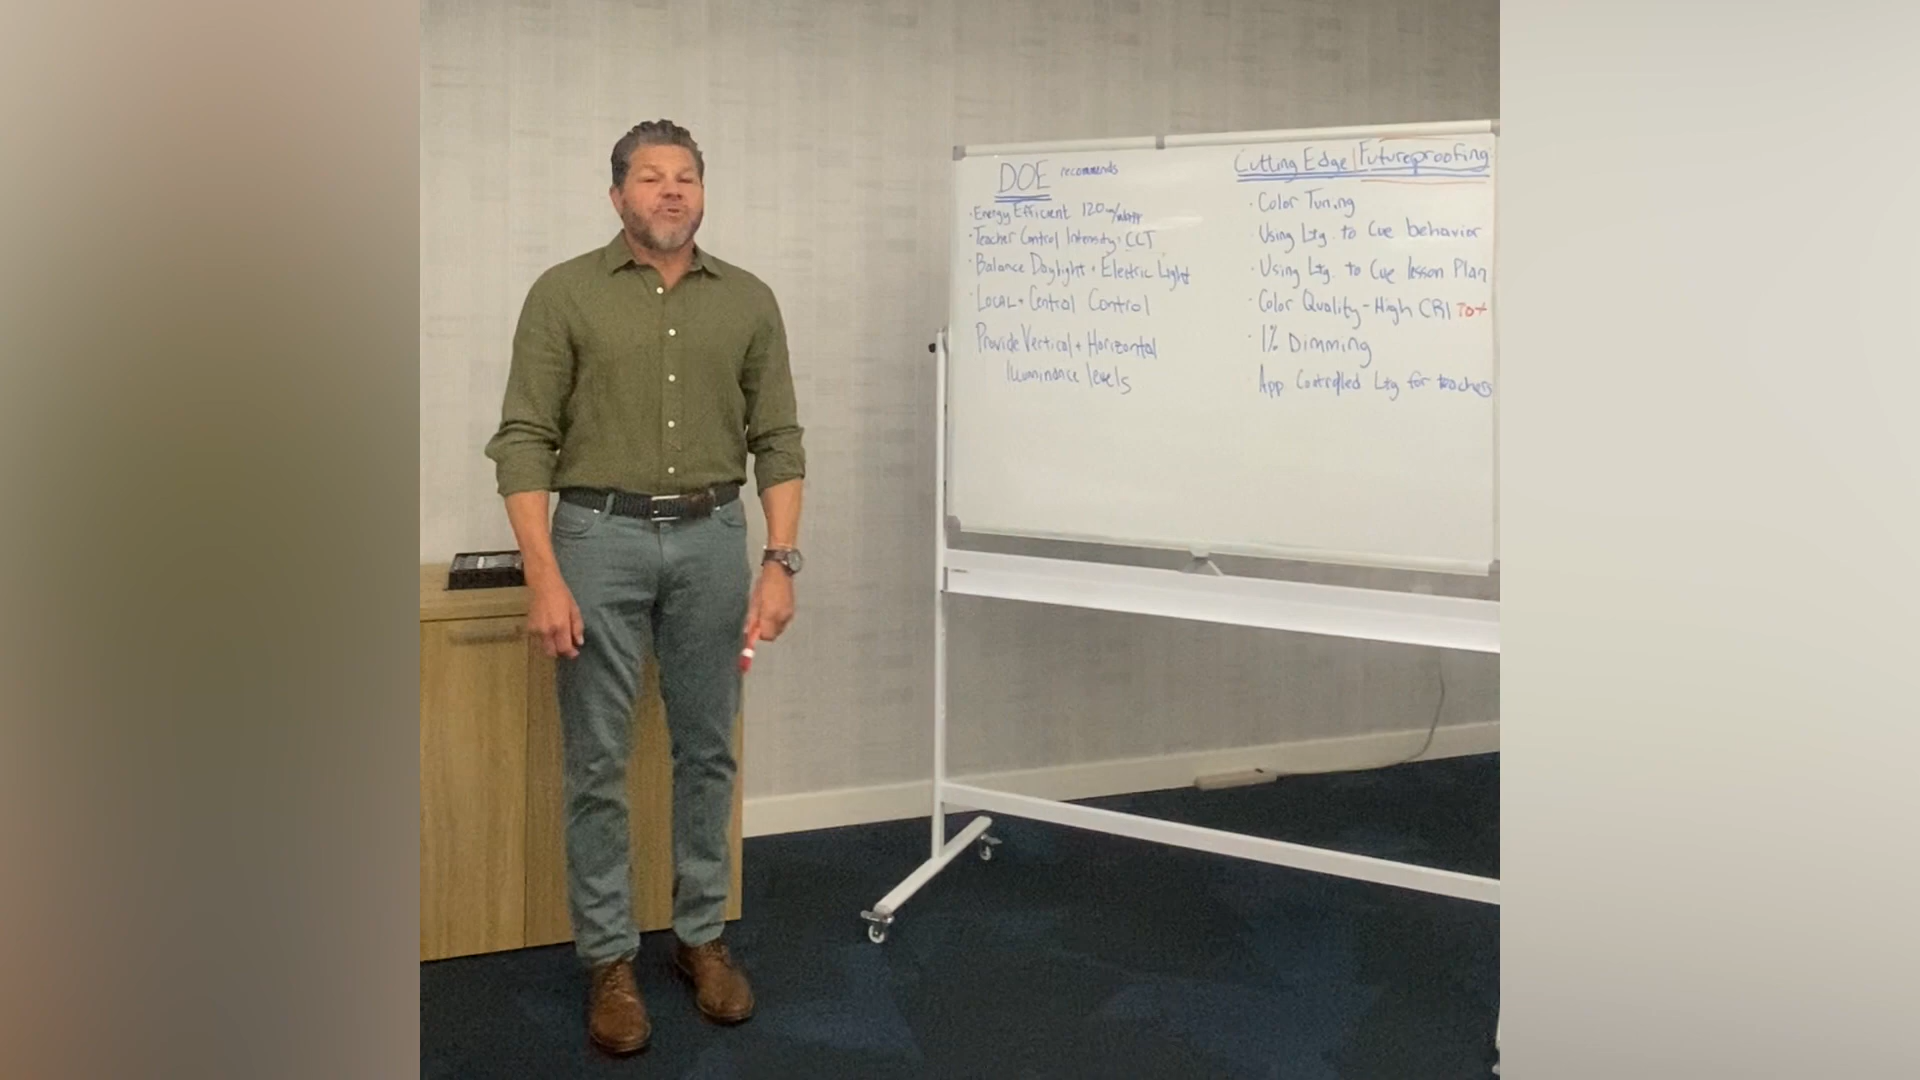 DOE recommends
· Energy Efficient 120
· Teacher Control Intensity + CCT
· Balance Daylight + Electric Light
· LOCAL + Central Control
Provide Vertical + Horizontal
Illuminance levels
Cutting Edge | Futureproofing
· Color Tuning
· Using Ltg. to Cue behavior
· Using Ltg. to Cue lesson Plan
· Color Quality - High CRI 70+
· 1% Dimming
App Controlled Ltg for teachers